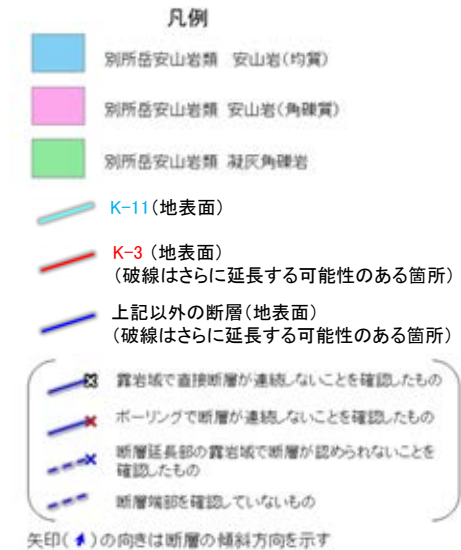 凡例
別所岳安山岩類 安山岩(均質)
別所岳安山岩類 安山岩(角礫質)
別所岳安山岩類 凝灰角礫岩
K-11(地表面)
K-3 (地表面)
(破線はさらに延長する可能性のある箇所)
上記以外の断層(地表面)
(破線はさらに延長する可能性のある箇所)
露岩域で直接断層が連続しないことを確認したもの
ボーリングで断層が連続しないことを確認したもの
断層延長部の露岩域で断層が認められないことを
確認したもの
断層端部を確認していないもの
矢印( )の向きは断層の傾斜方向を示す